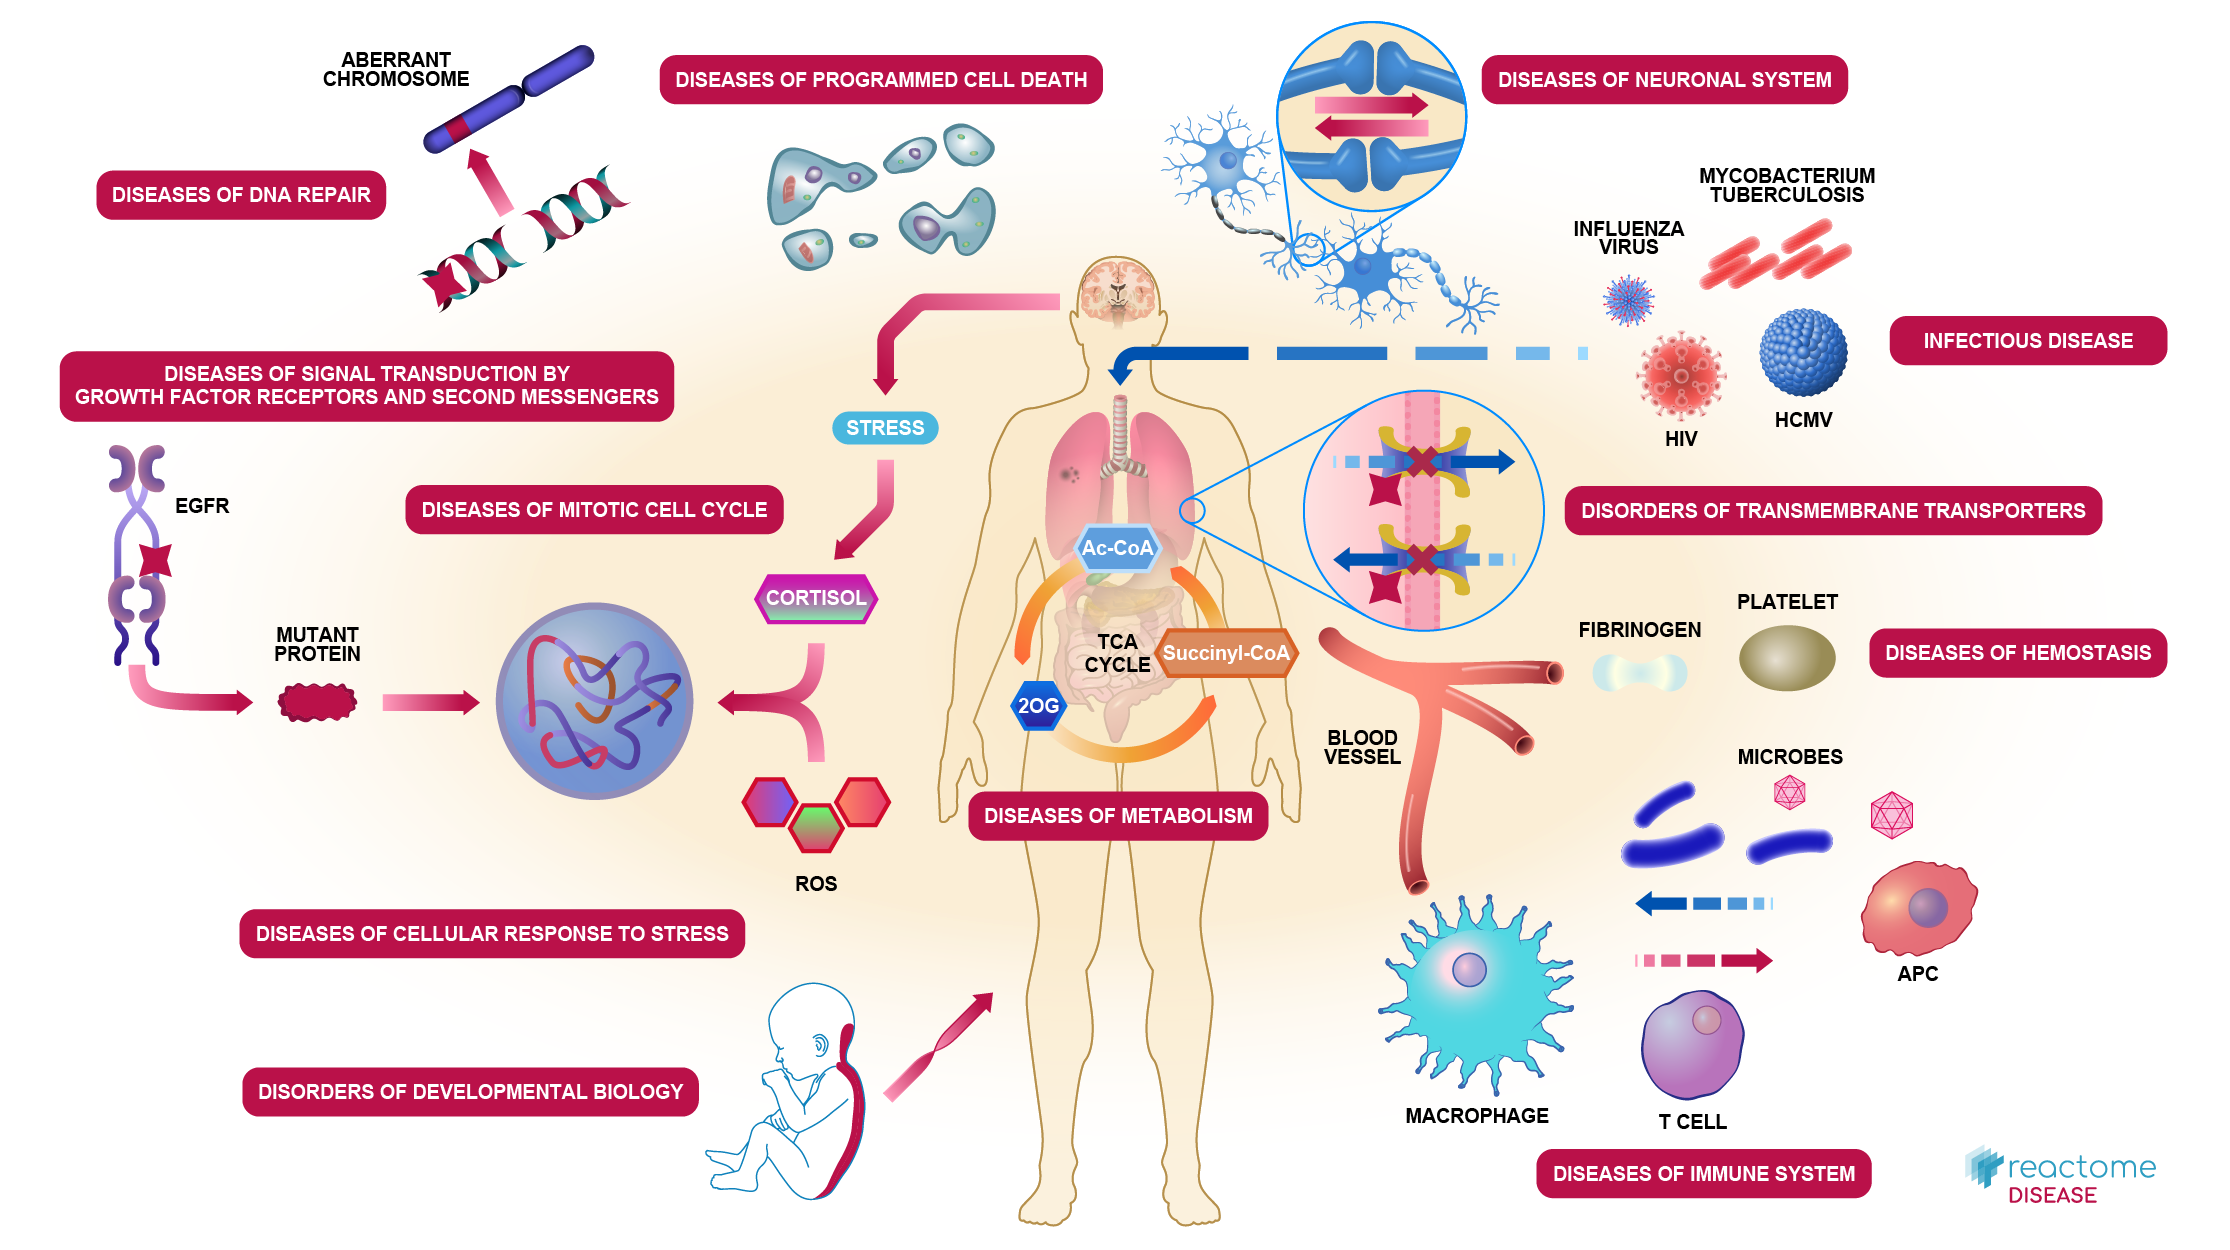 ABERRANT
CHROMOSOME
DISEASES OF PROGRAMMED CELL DEATH
DISEASES OF NEURONAL SYSTEM
DISEASES OF DNA REPAIR
MYCOBACTERIUM
TUBERCULOSIS
INFLUENZA
VIRUS
INFECTIOUS DISEASE
HIV
HCMV
DISEASES OF SIGNAL TRANSDUCTION BY
GROWTH FACTOR RECEPTORS AND SECOND MESSENGERS
STRESS
EGFR
DISEASES OF MITOTIC CELL CYCLE
DISORDERS OF TRANSMEMBRANE TRANSPORTERS
Ac-CoA
CORTISOL
MUTANT
PROTEIN
TCA
CYCLE
Succinyl-CoA
2OG
FIBRINOGEN
PLATELET
DISEASES OF HEMOSTASIS
BLOOD
VESSEL
MICROBES
DISEASES OF METABOLISM
ROS
DISEASES OF CELLULAR RESPONSE TO STRESS
APC
DISORDERS OF DEVELOPMENTAL BIOLOGY
MACROPHAGE
T CELL
DISEASES OF IMMUNE SYSTEM
reactome
DISEASE